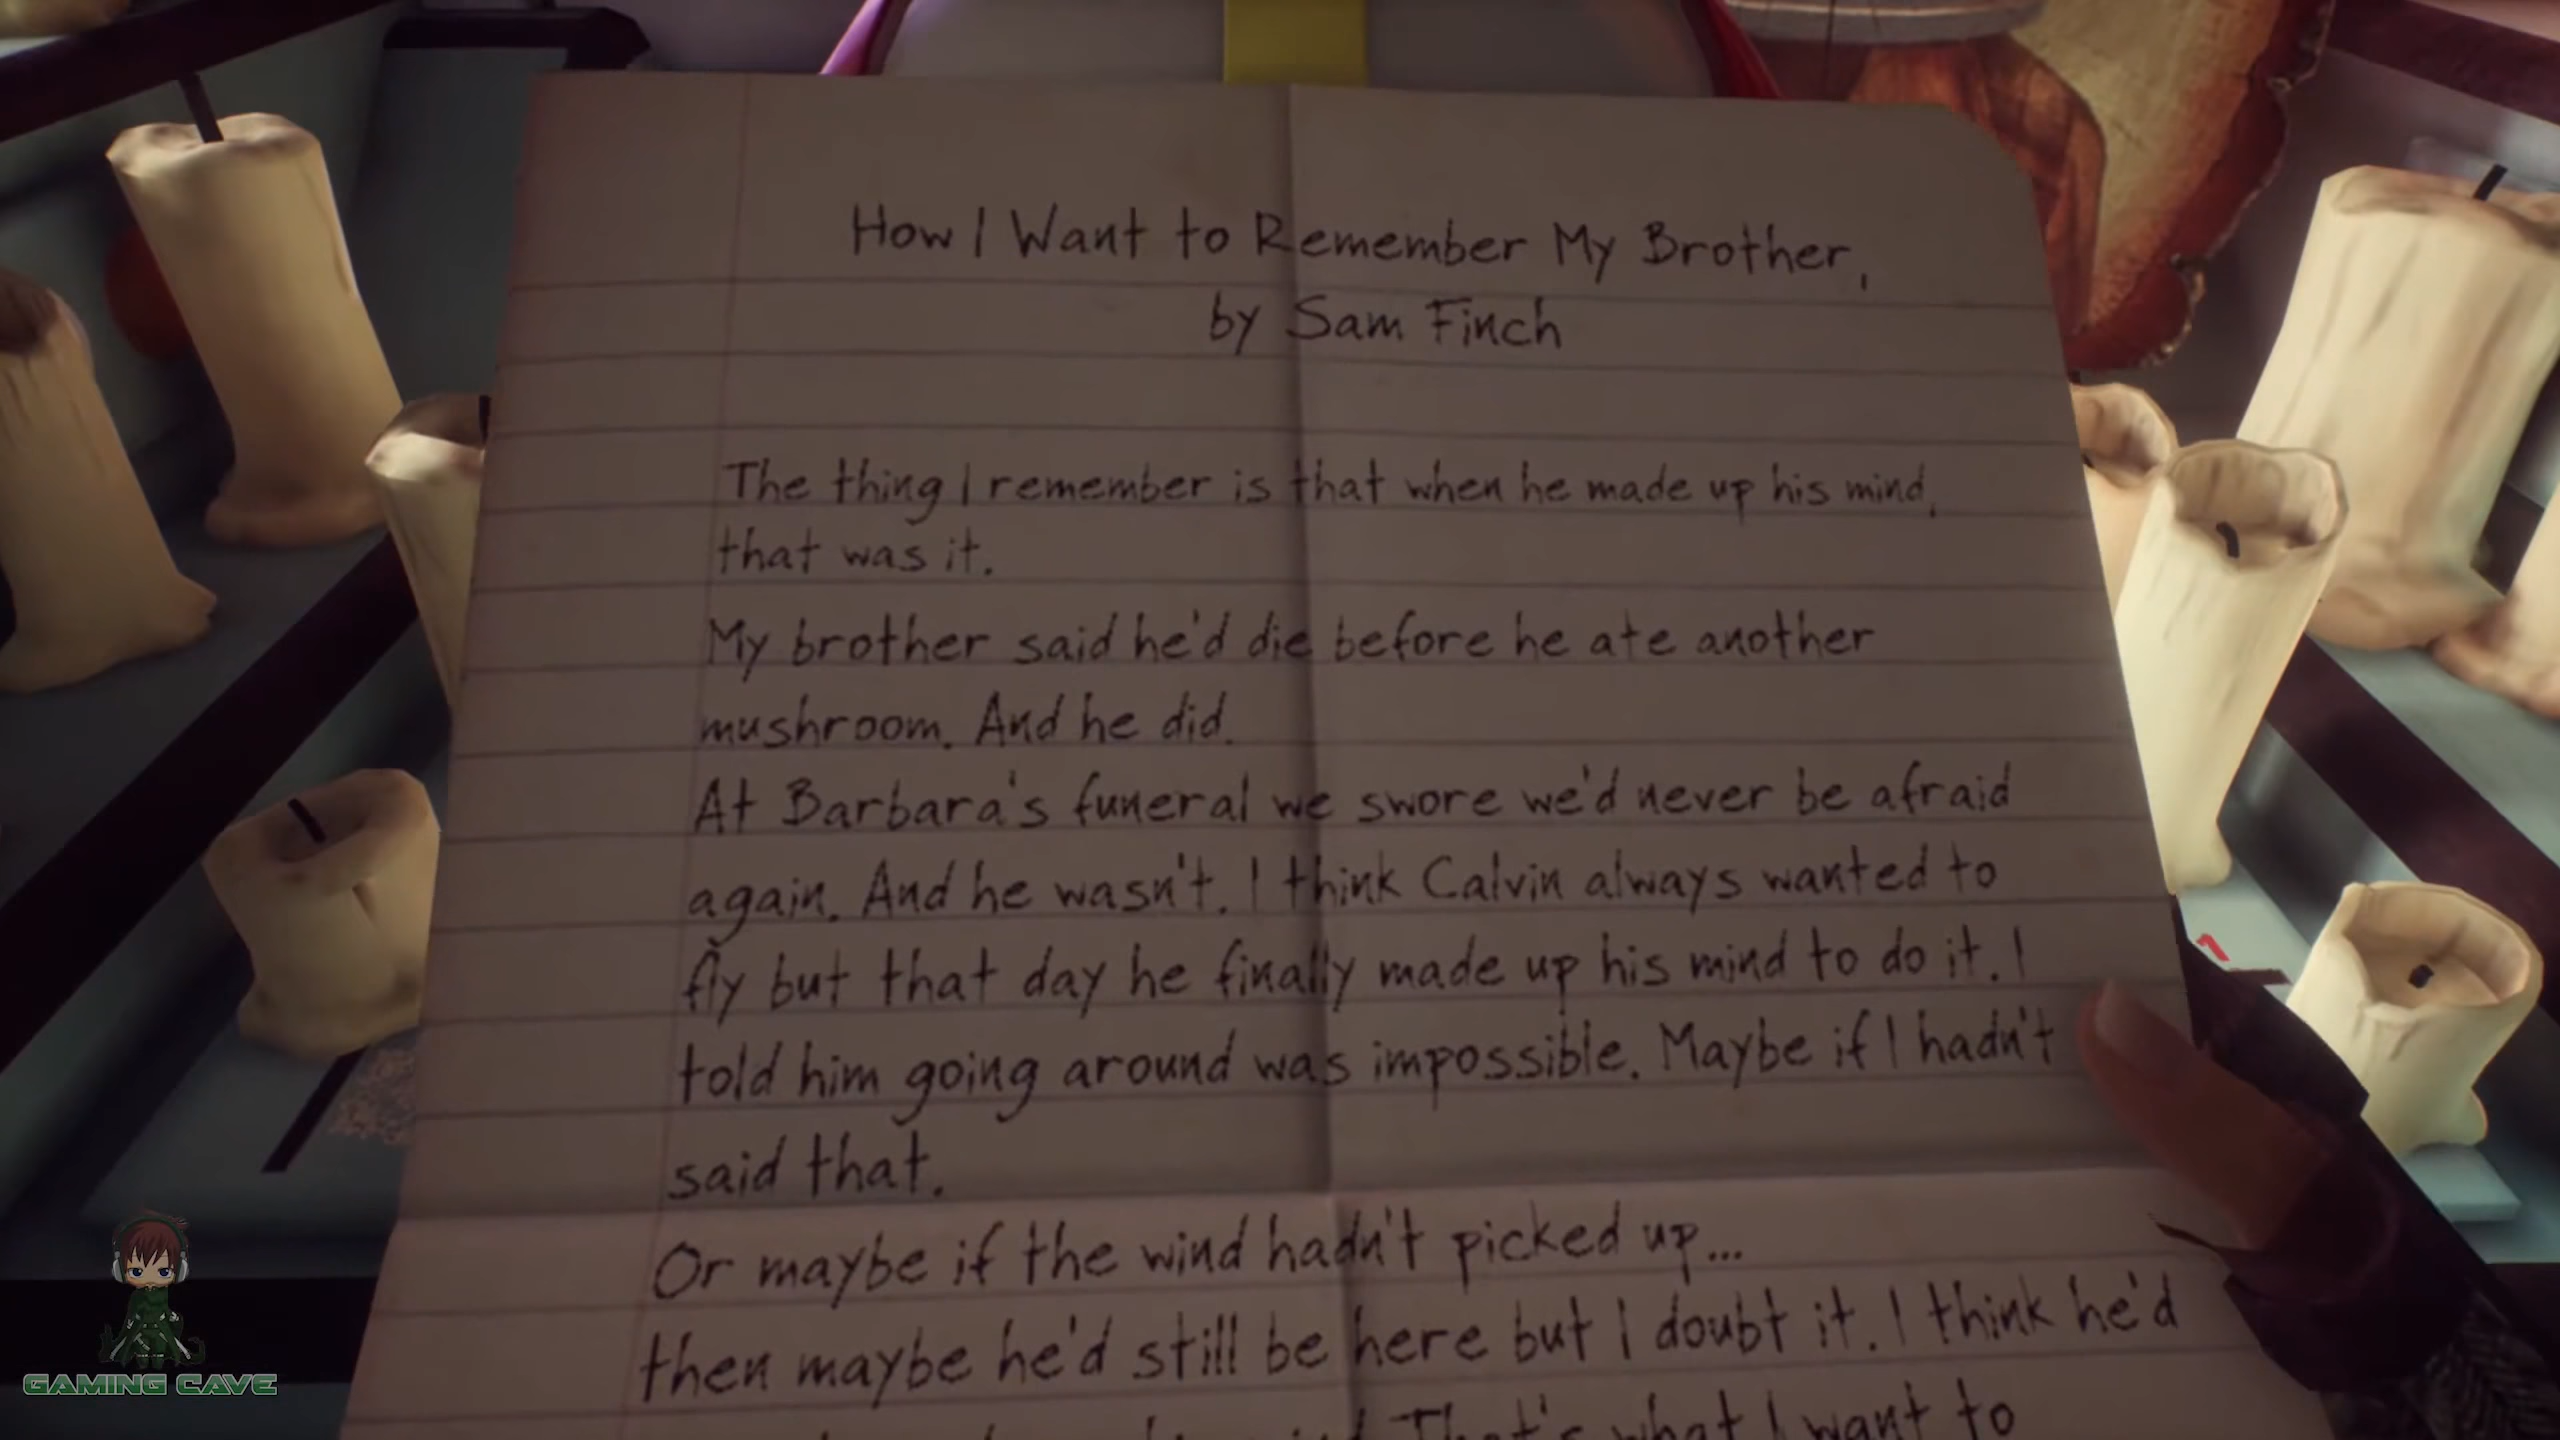 How I Want to Remember My Brother,
by Sam Finch
The thing I remember is that when he made up his mind,
that was it.
My brother said he'd die before he ate another
mushroom. And he did.
At Barbara's funeral we swore we'd never be afraid
again. And he wasn't. I think Calvin always wanted to
fly but that day he finally made up his mind to do it. I
told him going around was impossible. Maybe if I hadn't
said that.
Or maybe if the wind hadn't picked up...
then maybe he'd still be here but I doubt it. I think he'd
That's what I want to
1
GAMING CAVE